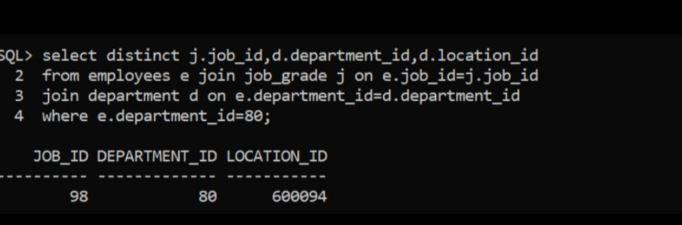 SQL> select distinct j.job_id,d.department_id,d.location_id
2 from employees e join job_grade j on e.job_id=j.job_id
3 join department d on e.department_id=d.department_id
4 where e.department_id=80;
JOB_ID DEPARTMENT_ID LOCATION_ID
---------- ------------- -----------
98 80 600094